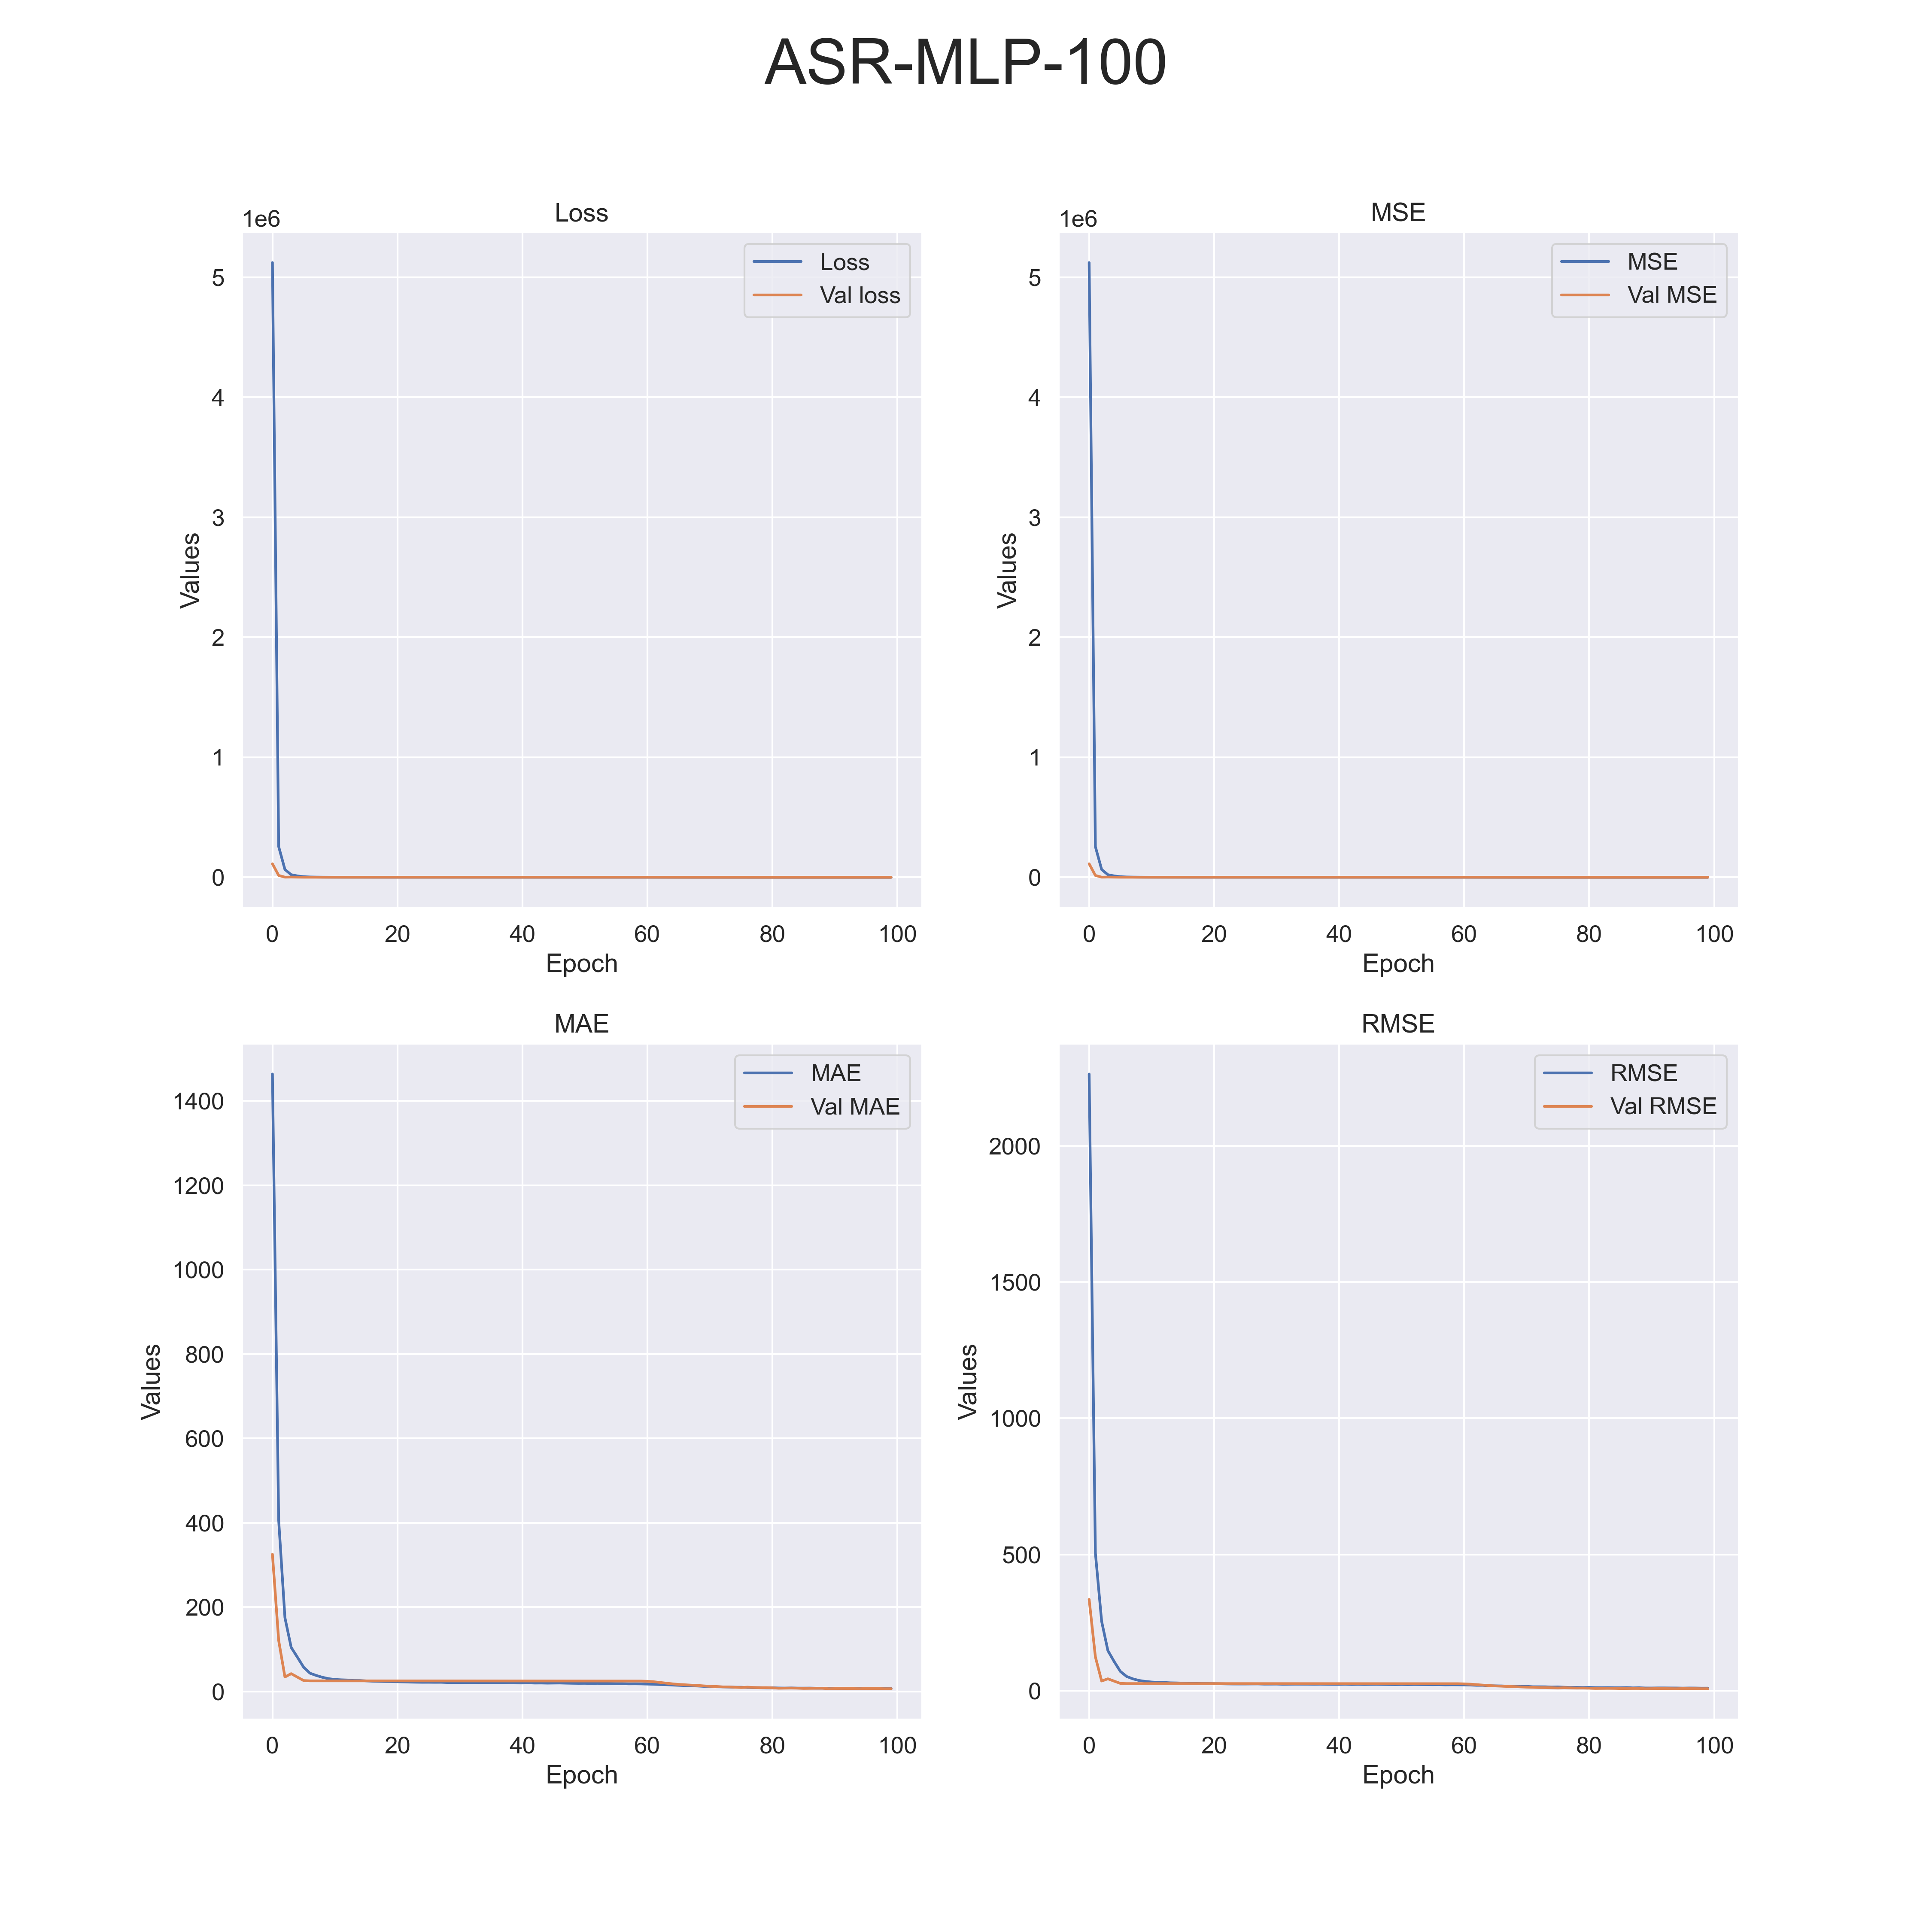 ASR-MLP-100
Loss
1e6
Loss
Val loss
5
4
3
2
1
0
Values
0 20 40 60 80 100
Epoch
MSE
1e6
MSE
Val MSE
5
4
3
2
1
0
Values
0 20 40 60 80 100
Epoch
MAE
MAE
Val MAE
1400
1200
1000
800
600
400
200
0
Values
0 20 40 60 80 100
Epoch
RMSE
RMSE
Val RMSE
2000
1500
1000
500
0
Values
0 20 40 60 80 100
Epoch